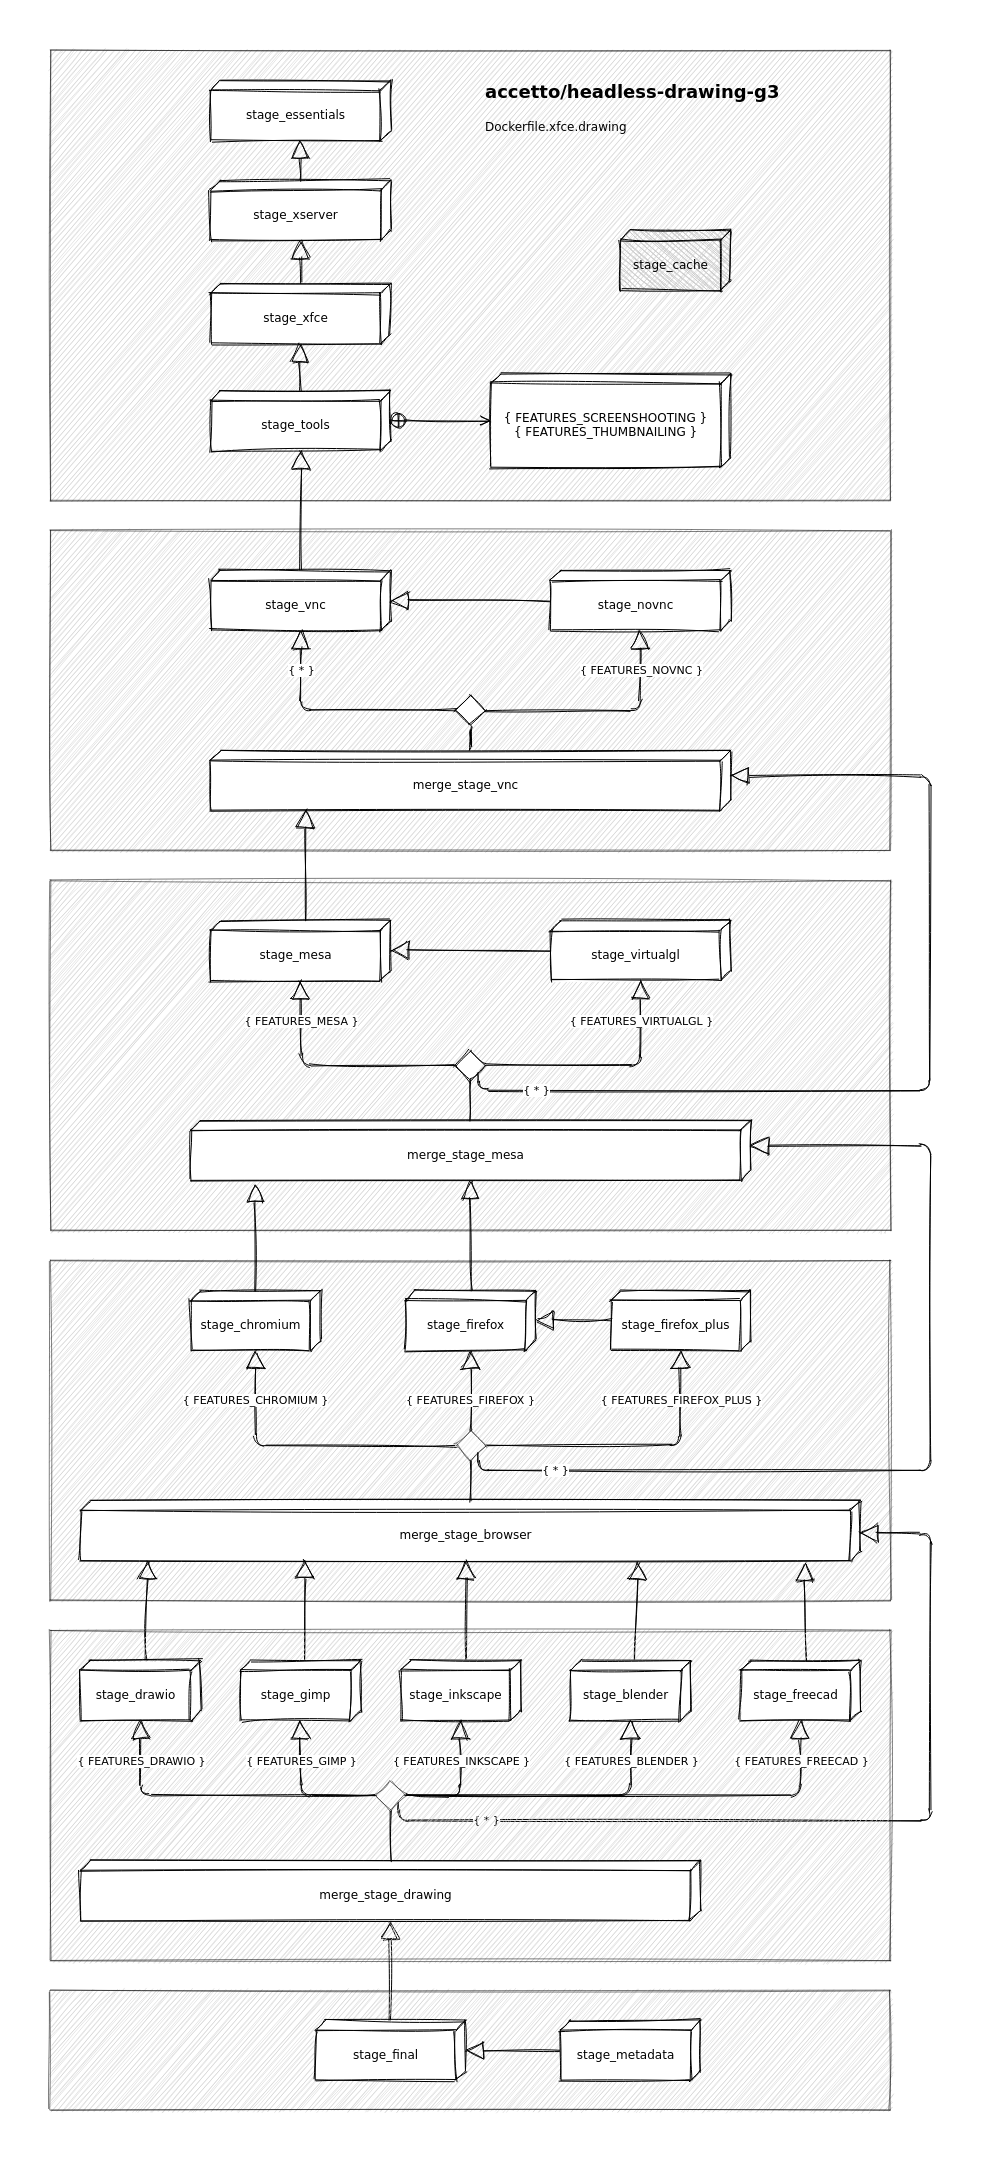 accetto/headless-drawing-g3
stage_essentials
Dockerfile.xfce.drawing
stage_xserver
stage_cache
stage_xfce
stage_tools
{ FEATURES_SCREENSHOOTING }
{ FEATURES_THUMBNAILING }
stage_vnc
stage_novnc
{ * }
{ FEATURES_NOVNC }
merge_stage_vnc
stage_mesa
stage_virtualgl
{ FEATURES_MESA }
{ FEATURES_VIRTUALGL }
{ * }
merge_stage_mesa
stage_chromium
stage_firefox
stage_firefox_plus
{ FEATURES_CHROMIUM }
{ FEATURES_FIREFOX }
{ FEATURES_FIREFOX_PLUS }
{ * }
merge_stage_browser
stage_drawio
stage_gimp
stage_inkscape
stage_blender
stage_freecad
{ FEATURES_DRAWIO }
{ FEATURES_GIMP }
{ FEATURES_INKSCAPE }
{ FEATURES_BLENDER }
{ FEATURES_FREECAD }
{ * }
merge_stage_drawing
stage_final
stage_metadata